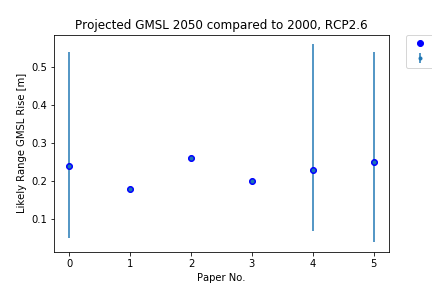 Projected GMSL 2050 compared to 2000, RCP2.6
Likely Range GMSL Rise [m]
0.5
0.4
0.3
0.2
0.1
0 1 2 3 4 5
Paper No.